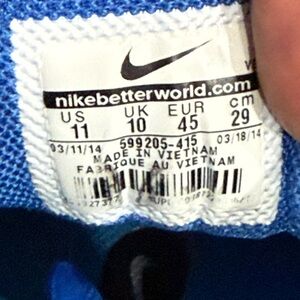 nikebetterworld.com
US UK EUR cm
11 10 45 29
03/11/14 599205-415 03/18/14
MADE IN VIETNAM
FABRIQUE AU VIETNAM